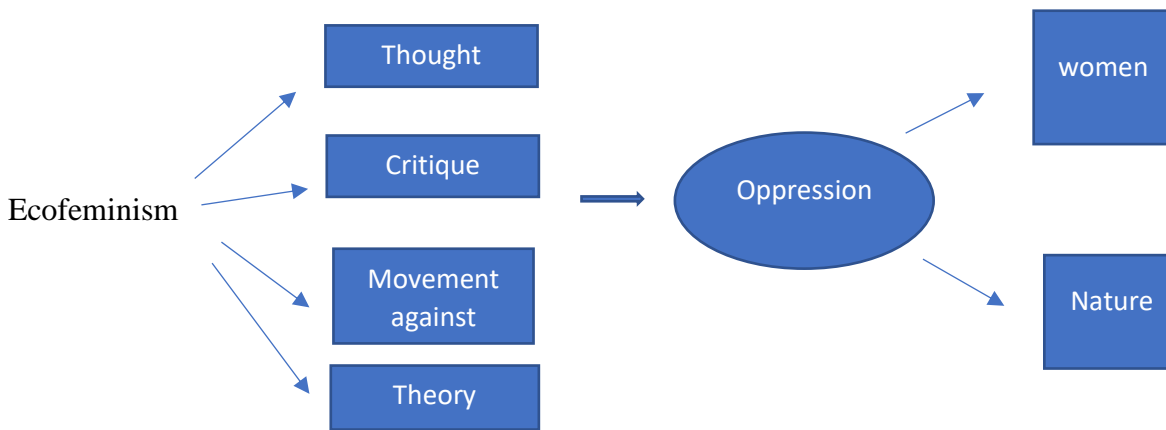 Ecofeminism
Thought
Critique
Movement
against
Theory
Oppression
women
Nature